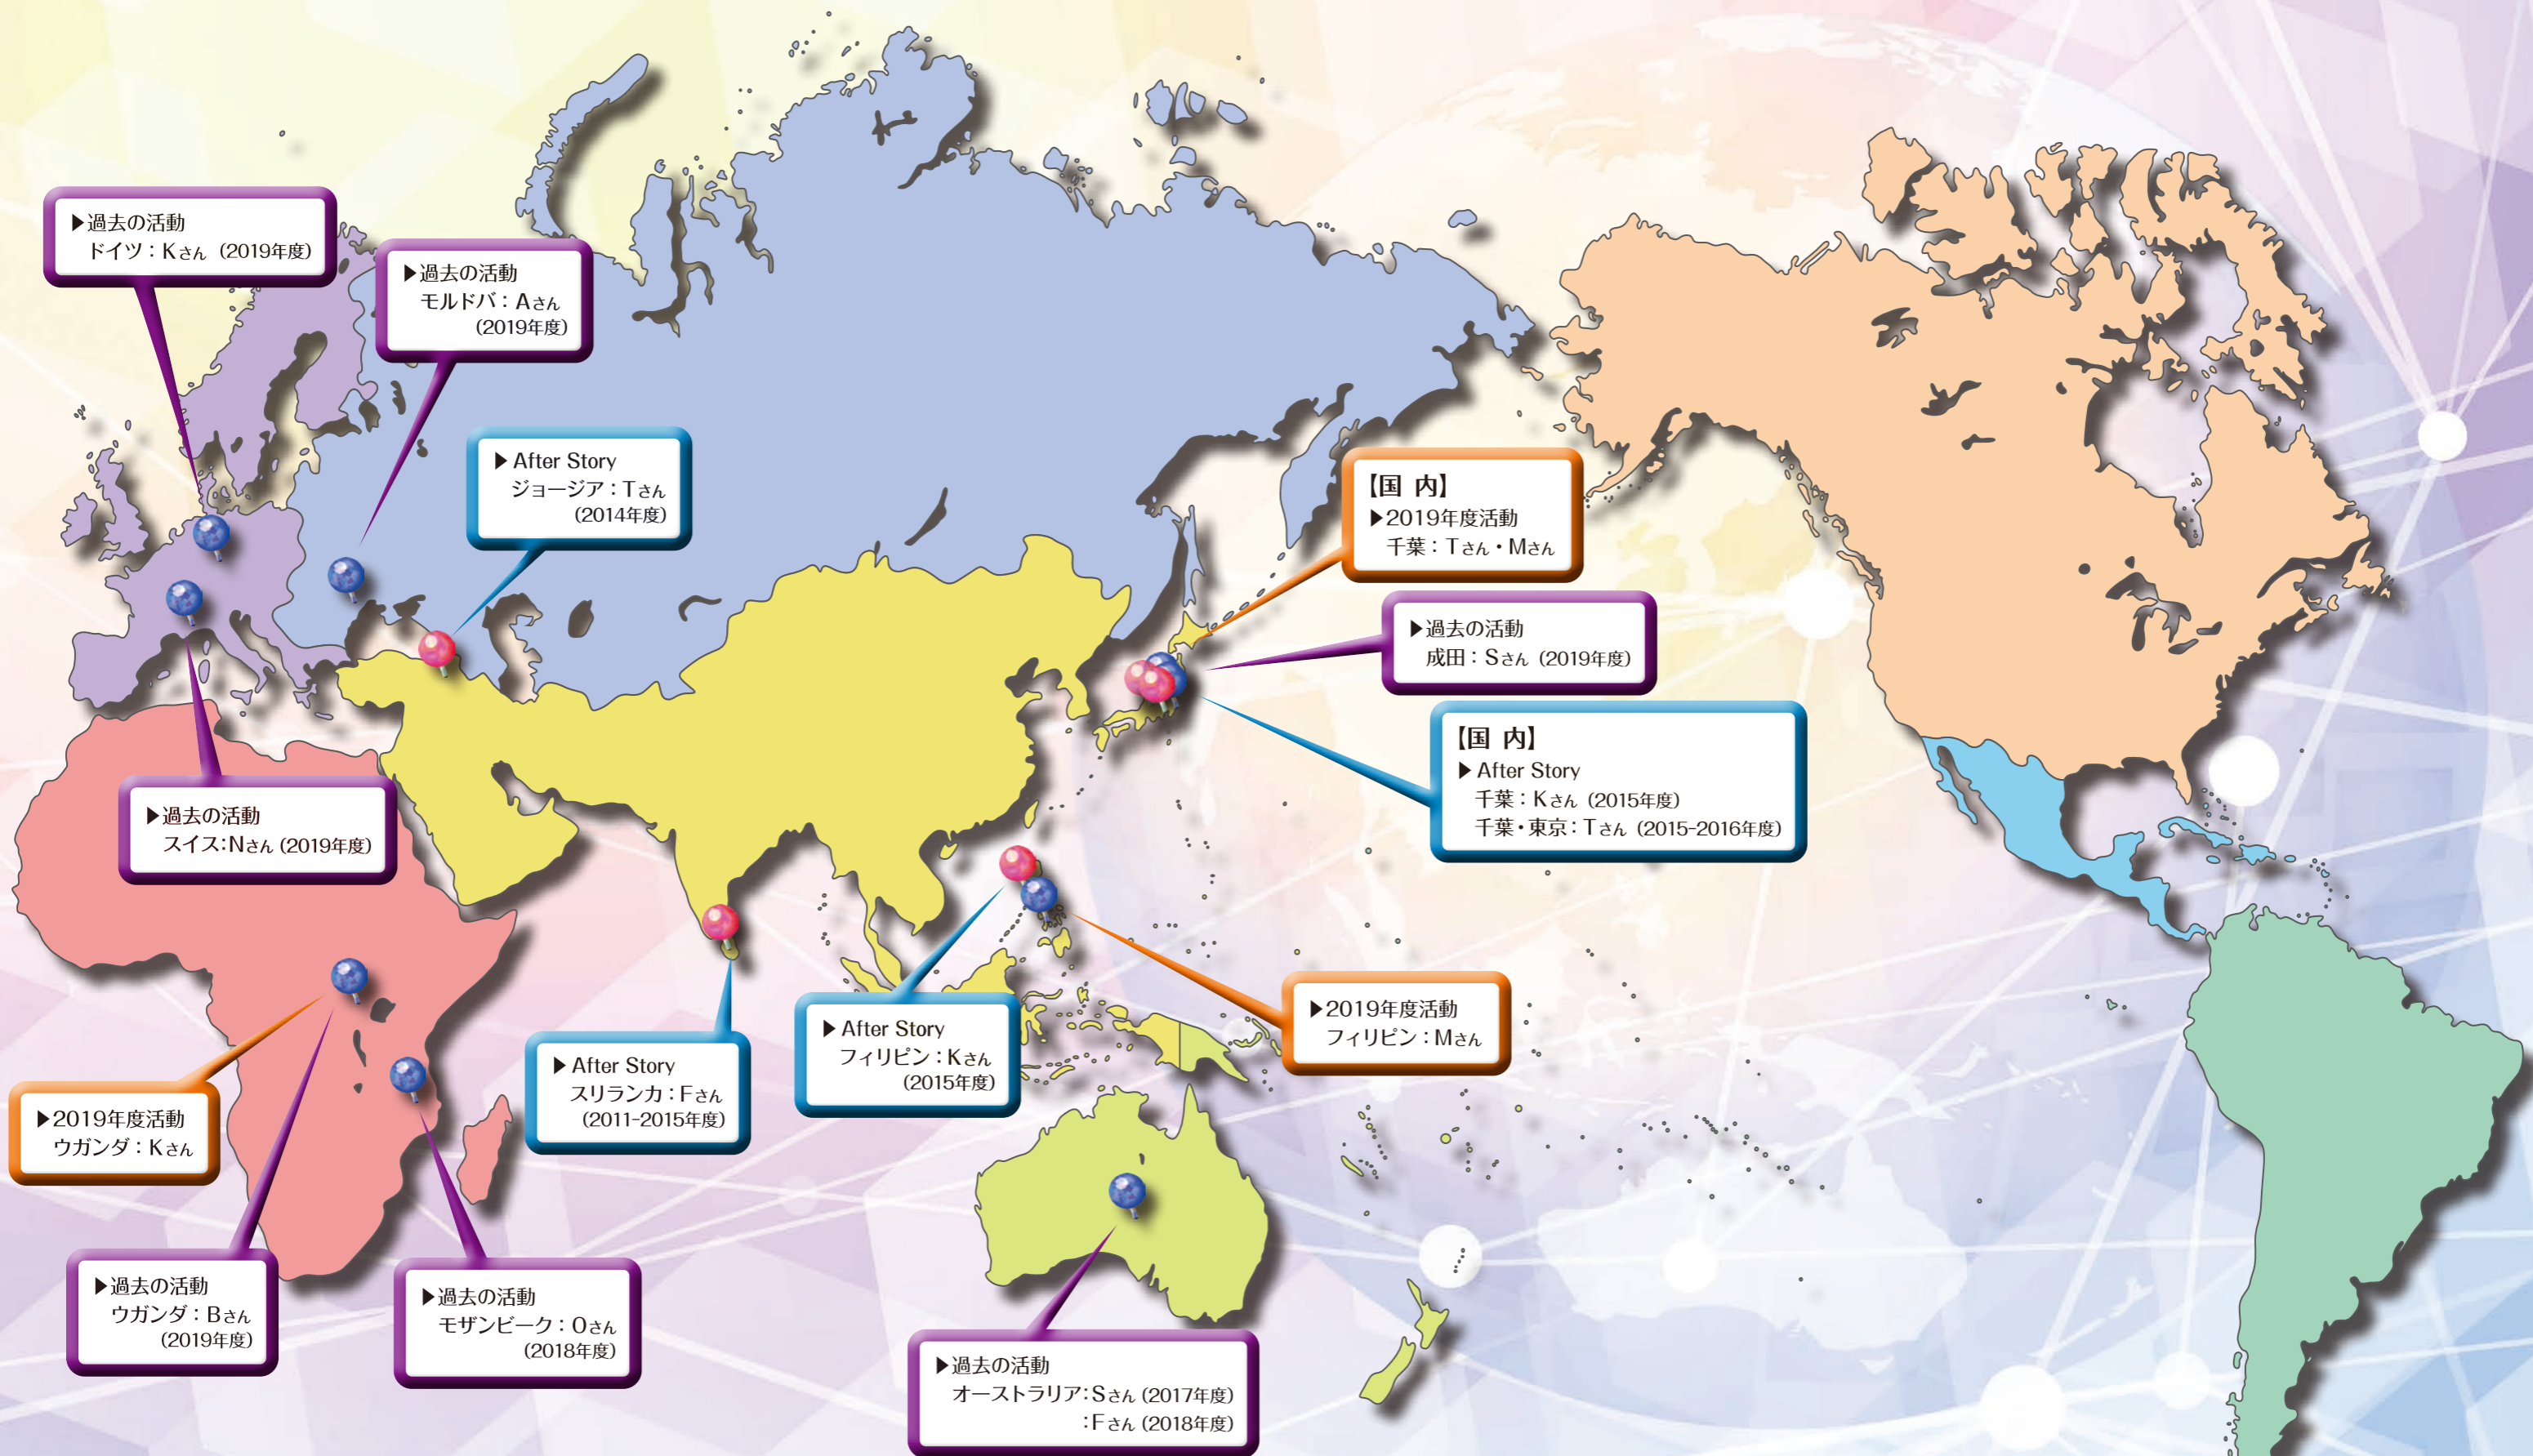 ▶過去の活動
ドイツ：Kさん（2019年度）
▶過去の活動
モルドバ：Aさん
（2019年度）
▶After Story
ジョージア：Tさん
（2014年度）
【国 内】
▶2019年度活動
千葉：Tさん・Mさん
▶過去の活動
成田：Sさん（2019年度）
【国 内】
▶After Story
千葉：Kさん（2015年度）
千葉・東京：Tさん（2015-2016年度）
▶過去の活動
スイス：Nさん（2019年度）
▶2019年度活動
ウガンダ：Kさん
▶After Story
スリランカ：Fさん
（2011-2015年度）
▶After Story
フィリピン：Kさん
（2015年度）
▶2019年度活動
フィリピン：Mさん
▶過去の活動
ウガンダ：Bさん
（2019年度）
▶過去の活動
モザンビーク：Oさん
（2018年度）
▶過去の活動
オーストラリア：Sさん（2017年度）
：Fさん（2018年度）